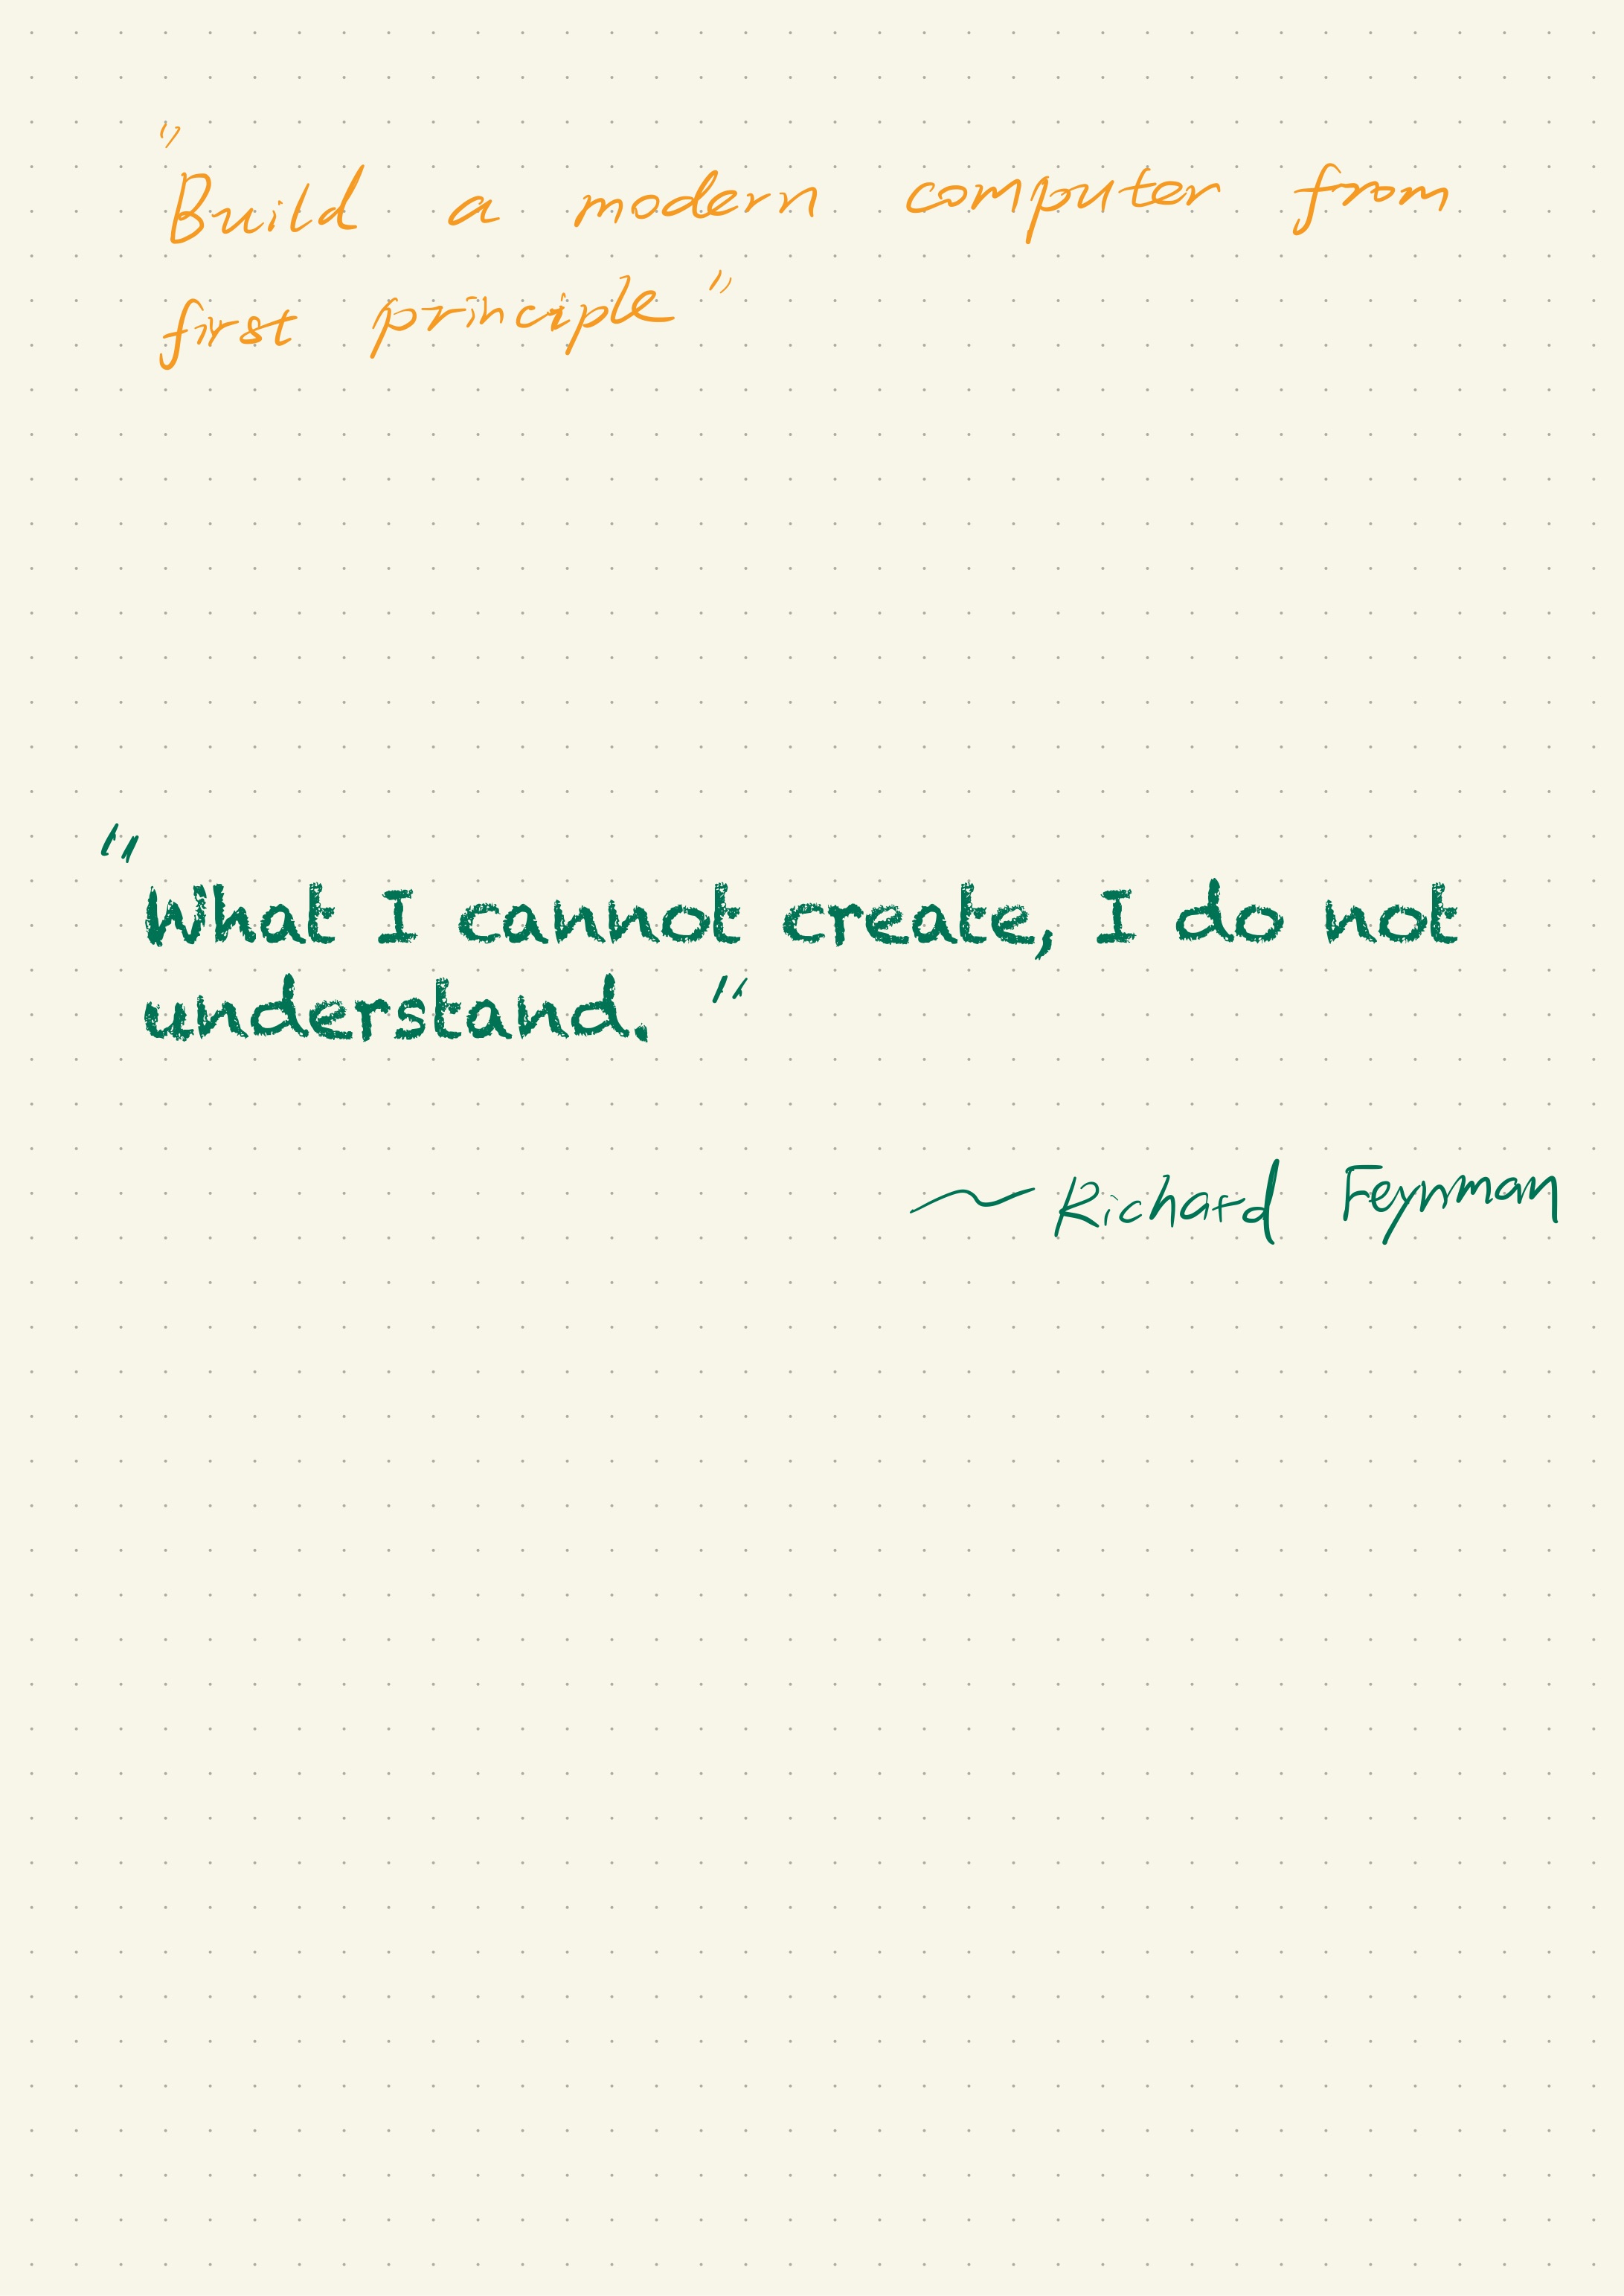 "Build a modern computer from
first principle"
"What I cannot create, I do not
understand."
~ Richard Feynman